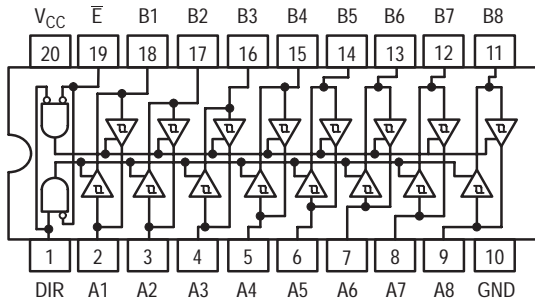 V_CC E̅ B1 B2 B3 B4 B5 B6 B7 B8
20 19 18 17 16 15 14 13 12 11
1 2 3 4 5 6 7 8 9 10
DIR A1 A2 A3 A4 A5 A6 A7 A8 GND